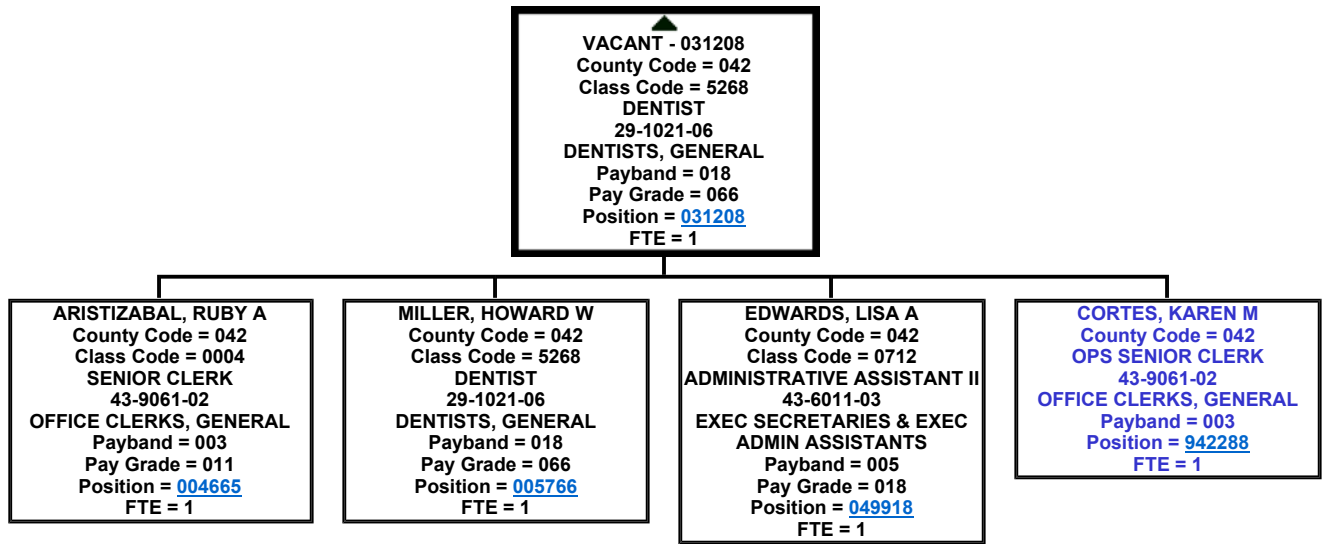 VACANT - 031208
County Code = 042
Class Code = 5268
DENTIST
29-1021-06
DENTISTS, GENERAL
Payband = 018
Pay Grade = 066
Position = 031208
FTE = 1
ARISTIZABAL, RUBY A
County Code = 042
Class Code = 0004
SENIOR CLERK
43-9061-02
OFFICE CLERKS, GENERAL
Payband = 003
Pay Grade = 011
Position = 004665
FTE = 1
MILLER, HOWARD W
County Code = 042
Class Code = 5268
DENTIST
29-1021-06
DENTISTS, GENERAL
Payband = 018
Pay Grade = 066
Position = 005766
FTE = 1
EDWARDS, LISA A
County Code = 042
Class Code = 0712
ADMINISTRATIVE ASSISTANT II
43-6011-03
EXEC SECRETARIES & EXEC
ADMIN ASSISTANTS
Payband = 005
Pay Grade = 018
Position = 049918
FTE = 1
CORTES, KAREN M
County Code = 042
OPS SENIOR CLERK
43-9061-02
OFFICE CLERKS, GENERAL
Payband = 003
Position = 942288
FTE = 1